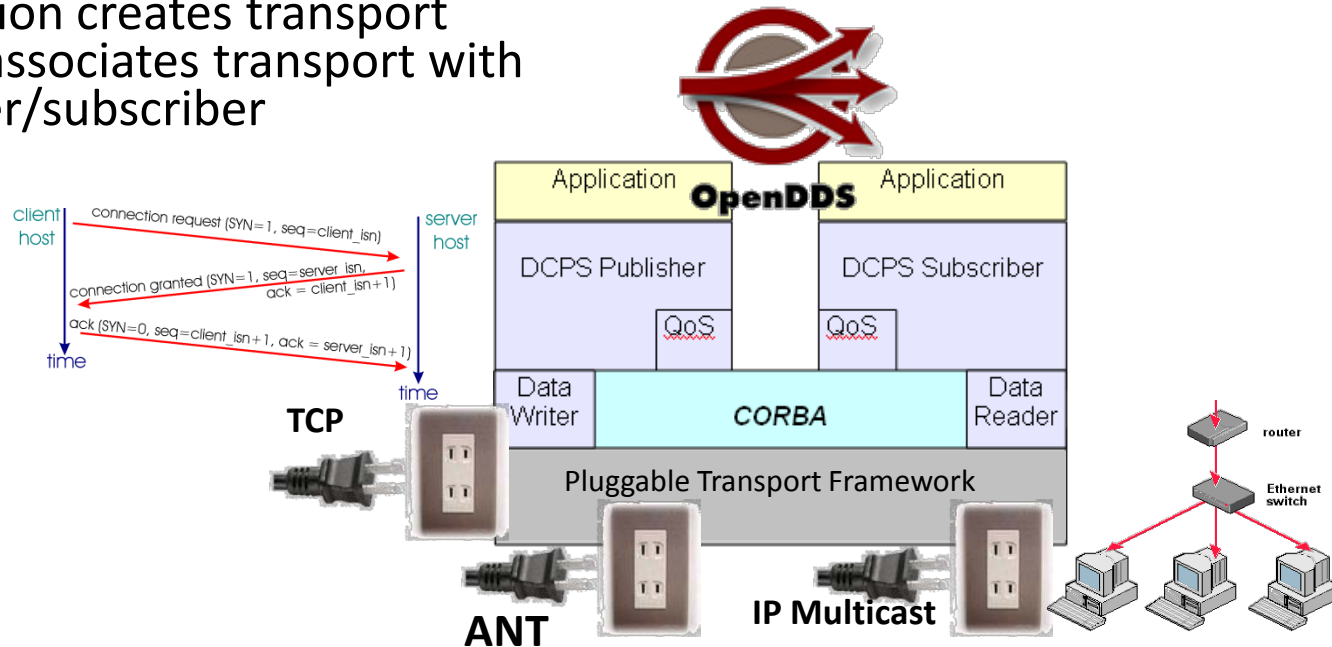 ion creates transport
associates transport with
er/subscriber
OpenDDS
Application
Application
client
host
connection request (SYN=1, seq=client_isn)
server
host
connection granted (SYN=1, seq=server_isn,
ack = client_isn+1)
ack (SYN=0, seq=client_isn+1, ack = server_isn+1)
time
time
DCPS Publisher
DCPS Subscriber
QoS
QoS
Data
Writer
CORBA
Data
Reader
TCP
Pluggable Transport Framework
ANT
IP Multicast
router
Ethernet
switch